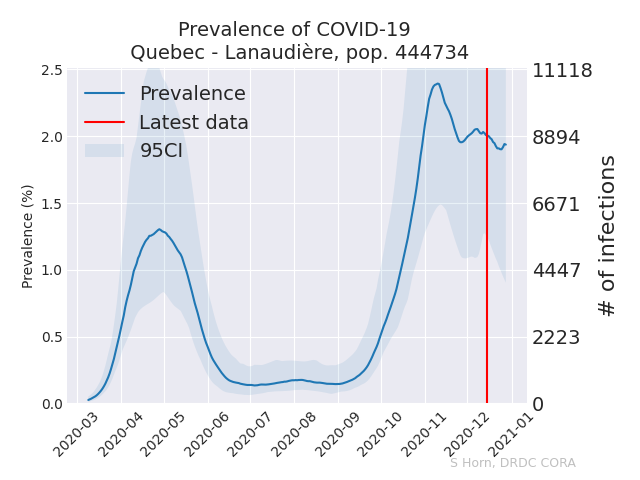 Prevalence of COVID-19
Quebec - Lanaudière, pop. 444734
2.5
2.0
1.5
1.0
0.5
0.0
Prevalence (%)
Prevalence
Latest data
95CI
11118
8894
6671
4447
2223
0
# of infections
2020-03
2020-04
2020-05
2020-06
2020-07
2020-08
2020-09
2020-10
2020-11
2020-12
2021-01
S Horn, DRDC CORA